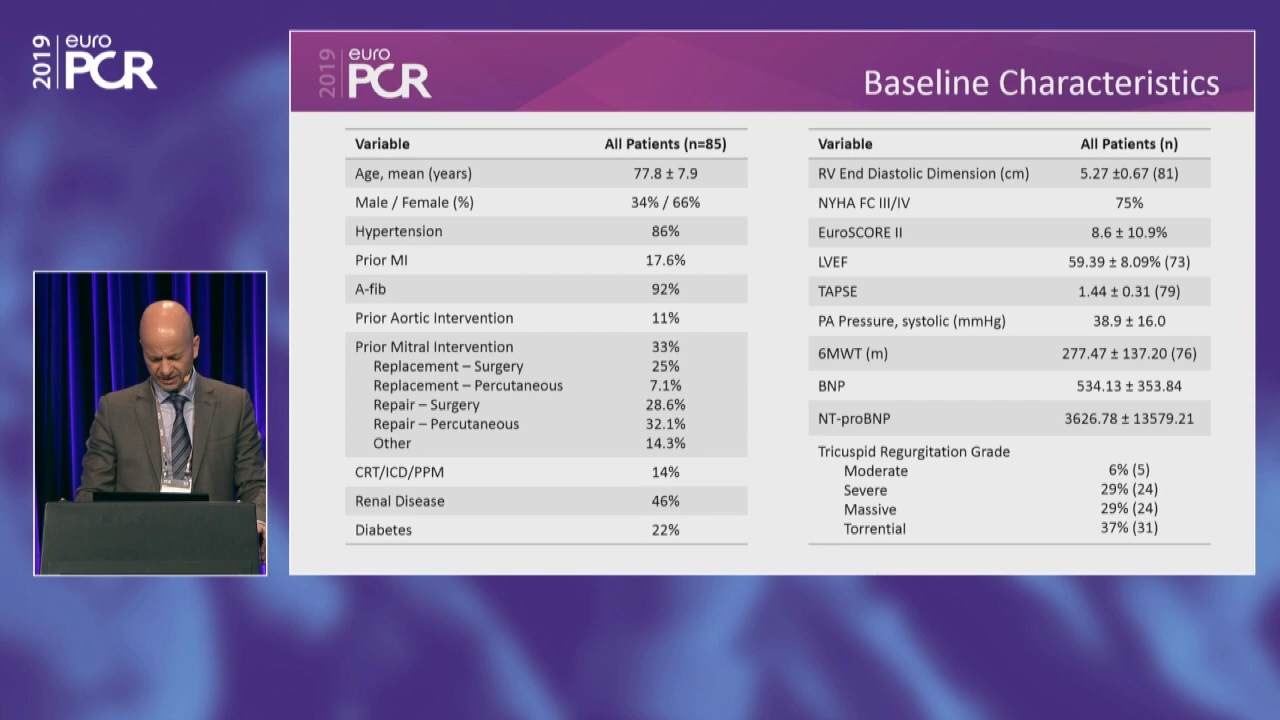 2019 euro PCR
2019 euro PCR
Baseline Characteristics
Variable All Patients (n=85)
Age, mean (years) 77.8 ± 7.9
Male / Female (%) 34% / 66%
Hypertension 86%
Prior MI 17.6%
A-fib 92%
Prior Aortic Intervention 11%
Prior Mitral Intervention 33%
Replacement – Surgery 25%
Replacement – Percutaneous 7.1%
Repair – Surgery 28.6%
Repair – Percutaneous 32.1%
Other 14.3%
CRT/ICD/PPM 14%
Renal Disease 46%
Diabetes 22%
Variable All Patients (n)
RV End Diastolic Dimension (cm) 5.27 ±0.67 (81)
NYHA FC III/IV 75%
EuroSCORE II 8.6 ± 10.9%
LVEF 59.39 ± 8.09% (73)
TAPSE 1.44 ± 0.31 (79)
PA Pressure, systolic (mmHg) 38.9 ± 16.0
6MWT (m) 277.47 ± 137.20 (76)
BNP 534.13 ± 353.84
NT-proBNP 3626.78 ± 13579.21
Tricuspid Regurgitation Grade
Moderate 6% (5)
Severe 29% (24)
Massive 29% (24)
Torrential 37% (31)